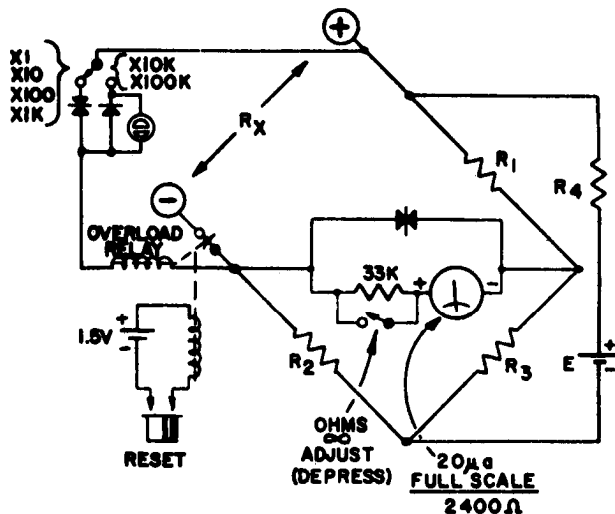 +
X1
X10
X100
X1K
X10K
X100K
RX
R1
R4
−
OVERLOAD
RELAY
33K
+
-
1.5V
+
-
R2
R3
E
+
-
RESET
OHMS
∞
ADJUST
(DEPRESS)
20μa
FULL SCALE
2400Ω